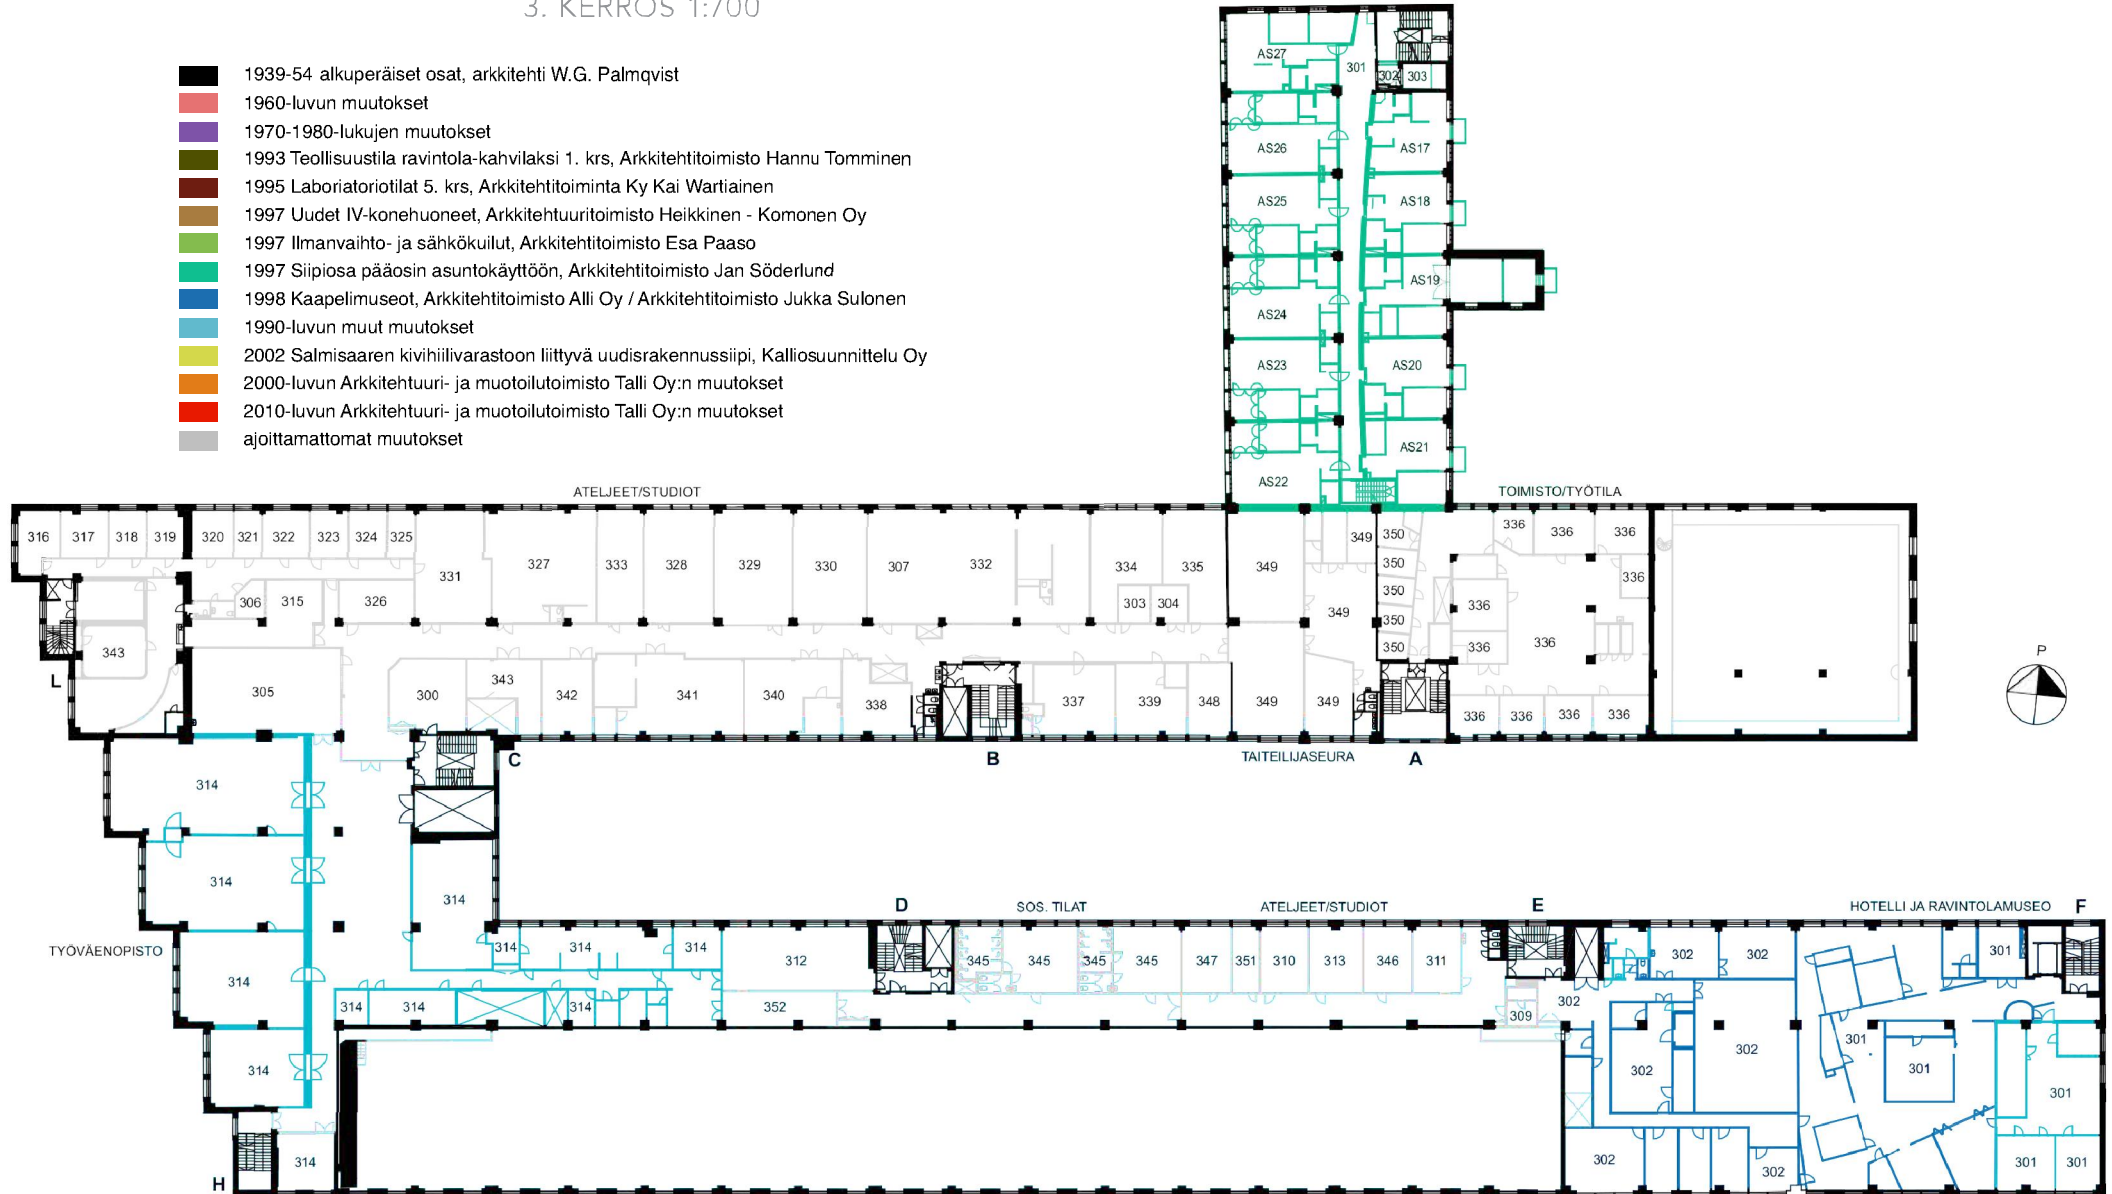 3. KERROS 1:700
1939-54 alkuperäiset osat, arkkitehti W.G. Palmqvist
1960-luvun muutokset
1970-1980-lukujen muutokset
1993 Teollisuustila ravintola-kahvilaksi 1. krs, Arkkitehtitoimisto Hannu Tomminen
1995 Laboriatoriotilat 5. krs, Arkkitehtitoiminta Ky Kai Wartiainen
1997 Uudet IV-konehuoneet, Arkkitehtuuritoimisto Heikkinen - Komonen Oy
1997 Ilmanvaihto- ja sähkökuilut, Arkkitehtitoimisto Esa Paaso
1997 Siipiosa pääosin asuntokäyttöön, Arkkitehtitoimisto Jan Söderlund
1998 Kaapelimuseot, Arkkitehtitoimisto Alli Oy / Arkkitehtitoimisto Jukka Sulonen
1990-luvun muut muutokset
2002 Salmisaaren kivihiilivarastoon liittyvä uudisrakennussiipi, Kalliosuunnittelu Oy
2000-luvun Arkkitehtuuri- ja muotoilutoimisto Talli Oy:n muutokset
2010-luvun Arkkitehtuuri- ja muotoilutoimisto Talli Oy:n muutokset
ajoittamattomat muutokset
AS27 301 302 303
AS26 AS17
AS25 AS18
AS19
AS24
AS23 AS20
AS21
AS22
ATELJEET/STUDIOT TOIMISTO/TYÖTILA
316 317 318 319 320 321 322 323 324 325 349 350 336 336 336
331 327 333 328 329 330 307 332 334 335 349 350
336
306 315 326 303 304 349 350 336
350
343 350 336 336
P
L 305 300 343 342 341 340 338 337 339 348 349 349 336 336 336 336
C B TAITEILIJASEURA A
314
314
314
D SOS. TILAT ATELJEET/STUDIOT E HOTELLI JA RAVINTOLAMUSEO F
TYÖVÄENOPISTO 314 314 314 312 345 345 345 345 347 351 310 313 346 311 302 302 301
314
314 314 314 352 309 302
301
302 302 301
314
301
314 302 302 301 301
H